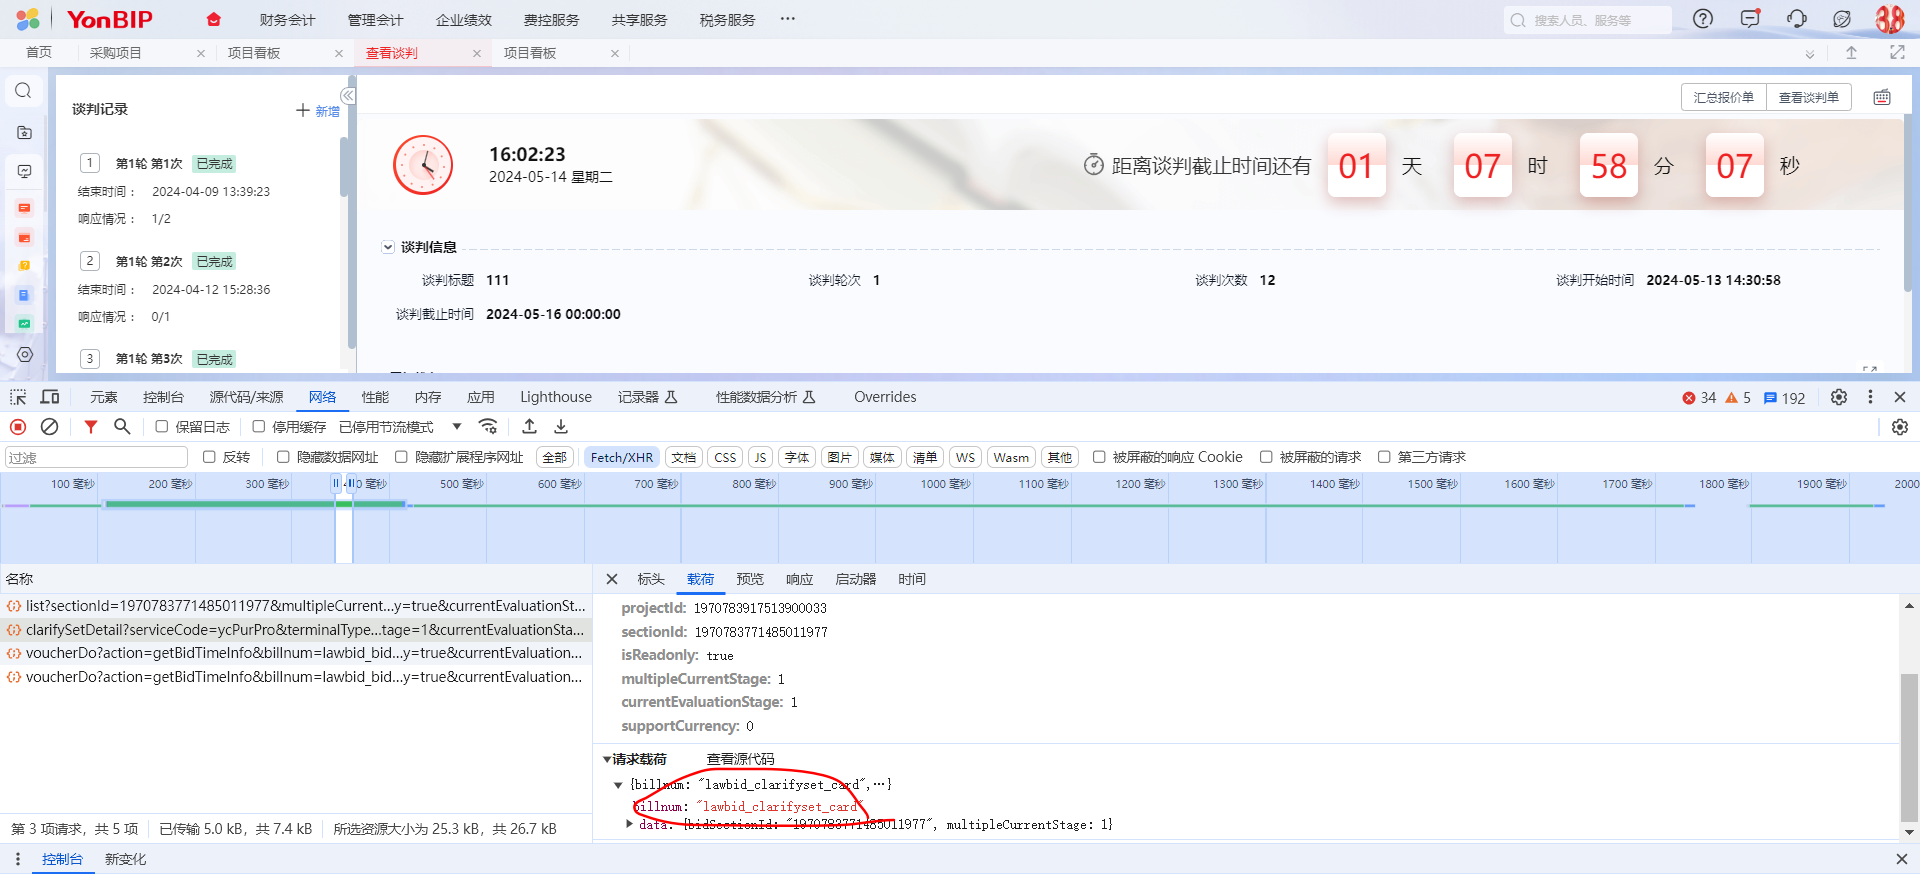 YonBIP 财务会计 管理会计 企业绩效 费控服务 共享服务 税务服务 ··· 搜索人员、服务等
首页 采购项目 × 项目看板 × 查看谈判 × 项目看板 ×
谈判记录 + 新增
汇总报价单 查看谈判单
1 第1轮 第1次 已完成
结束时间： 2024-04-09 13:39:23
响应情况： 1/2
2 第1轮 第2次 已完成
结束时间： 2024-04-12 15:28:36
响应情况： 0/1
3 第1轮 第3次 已完成
16:02:23
2024-05-14 星期二
距离谈判截止时间还有 01 天 07 时 58 分 07 秒
谈判信息
谈判标题 111 谈判轮次 1 谈判次数 12 谈判开始时间 2024-05-13 14:30:58
谈判截止时间 2024-05-16 00:00:00
元素 控制台 源代码/来源 网络 性能 内存 应用 Lighthouse 记录器 性能数据分析 Overrides 34 5 192
保留日志 停用缓存 已停用节流模式
过滤 反转 隐藏数据网址 隐藏扩展程序网址 全部 Fetch/XHR 文档 CSS JS 字体 图片 媒体 清单 WS Wasm 其他 被屏蔽的响应 Cookie 被屏蔽的请求 第三方请求
100 毫秒 200 毫秒 300 毫秒 400 毫秒 500 毫秒 600 毫秒 700 毫秒 800 毫秒 900 毫秒 1000 毫秒 1100 毫秒 1200 毫秒 1300 毫秒 1400 毫秒 1500 毫秒 1600 毫秒 1700 毫秒 1800 毫秒 1900 毫秒 2000
名称
list?sectionId=1970783771485011977&multipleCurrent...y=true&currentEvaluationSt...
clarifySetDetail?serviceCode=ycPurPro&terminalType...tage=1&currentEvaluationSta...
voucherDo?action=getBidTimeInfo&billnum=lawbid_bid...y=true&currentEvaluation...
voucherDo?action=getBidTimeInfo&billnum=lawbid_bid...y=true&currentEvaluation...
第 3 项请求，共 5 项 已传输 5.0 kB，共 7.4 kB 所选资源大小为 25.3 kB，共 26.7 kB
× 标头 载荷 预览 响应 启动器 时间
projectId: 1970783917513900033
sectionId: 1970783771485011977
isReadonly: true
multipleCurrentStage: 1
currentEvaluationStage: 1
supportCurrency: 0
▼请求载荷 查看源代码
▼ {billnum: "lawbid_clarifyset_card",…}
billnum: "lawbid_clarifyset_card"
▶ data: {bidSectionId: "1970783771485011977", multipleCurrentStage: 1}
控制台 新变化